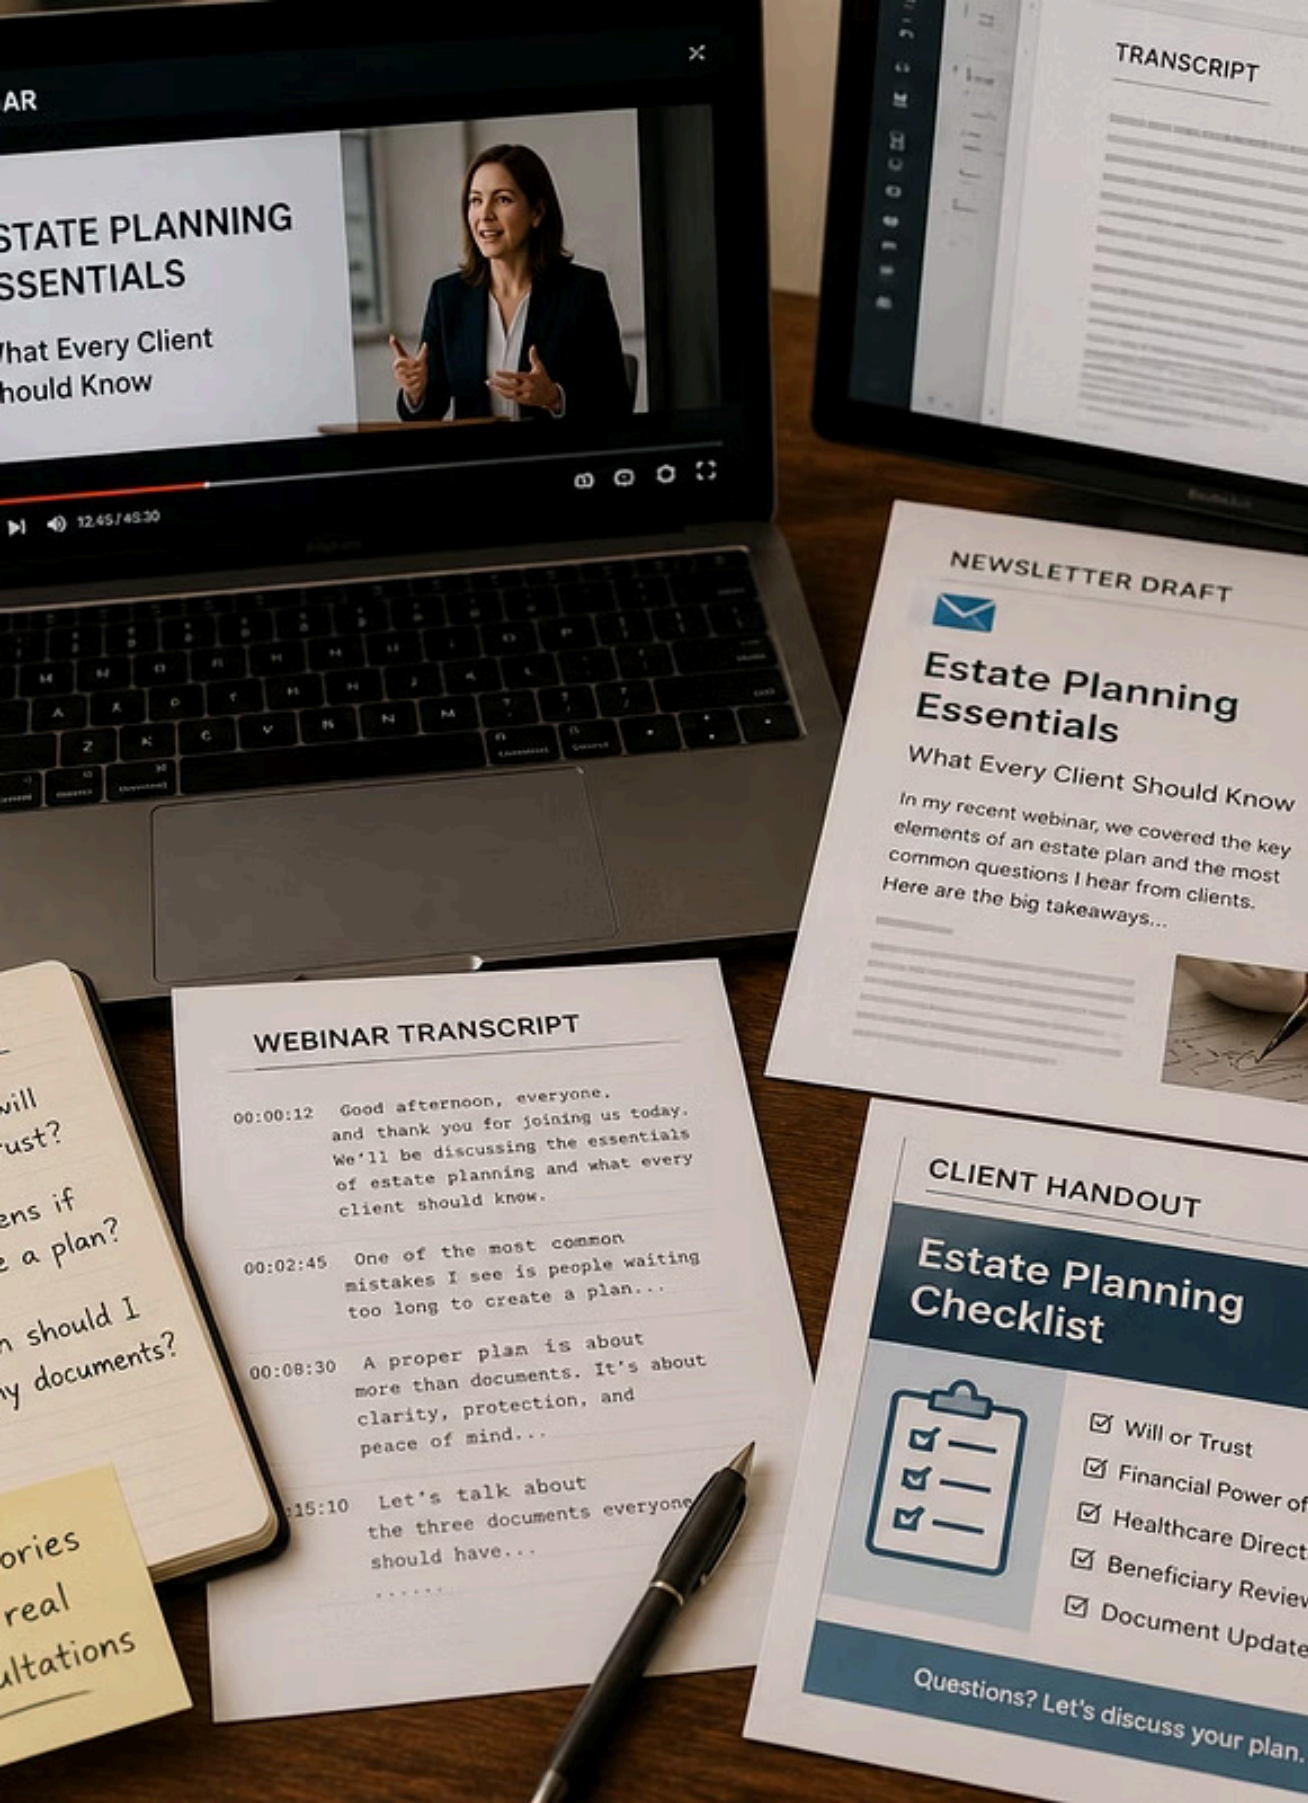 AR
STATE PLANNING
SSENTIALS
What Every Client
hould Know
12:45 / 45:30
TRANSCRIPT
NEWSLETTER DRAFT
Estate Planning
Essentials
What Every Client Should Know
In my recent webinar, we covered the key
elements of an estate plan and the most
common questions I hear from clients.
Here are the big takeaways...
will
rust?
ens if
e a plan?
n should I
my documents?
ories
real
ultations
WEBINAR TRANSCRIPT
00:00:12 Good afternoon, everyone.
and thank you for joining us today.
We'll be discussing the essentials
of estate planning and what every
client should know.
00:02:45 One of the most common
mistakes I see is people waiting
too long to create a plan...
00:08:30 A proper plan is about
more than documents. It's about
clarity, protection, and
peace of mind...
:15:10 Let's talk about
the three documents everyone
should have...
......
CLIENT HANDOUT
Estate Planning
Checklist
Will or Trust
Financial Power of
Healthcare Direct
Beneficiary Review
Document Update
Questions? Let's discuss your plan.